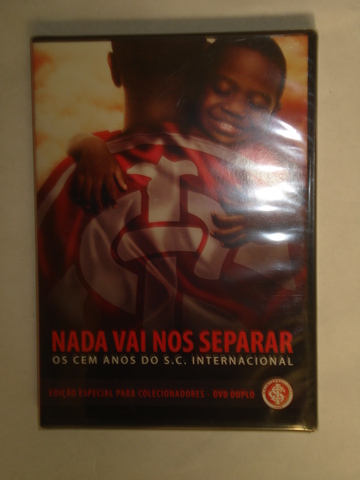 NADA VAI NOS SEPARAR
OS CEM ANOS DO S.C. INTERNACIONAL
EDIÇÃO ESPECIAL PARA COLECIONADORES - DVD DUPLO